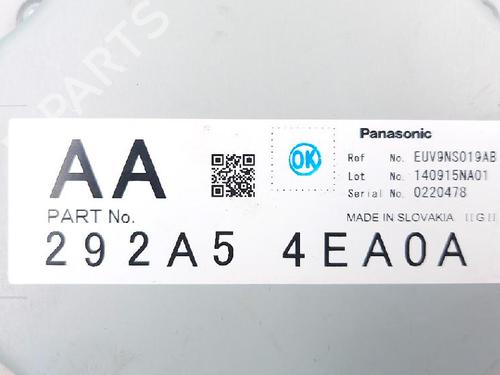 PARTS
AA
OK
PART No.
292A5 4EA0A
Panasonic
Ref No. EUV9NS019AB
Lot No. 140915NA01
Serial No. 0220478
MADE IN SLOVAKIA